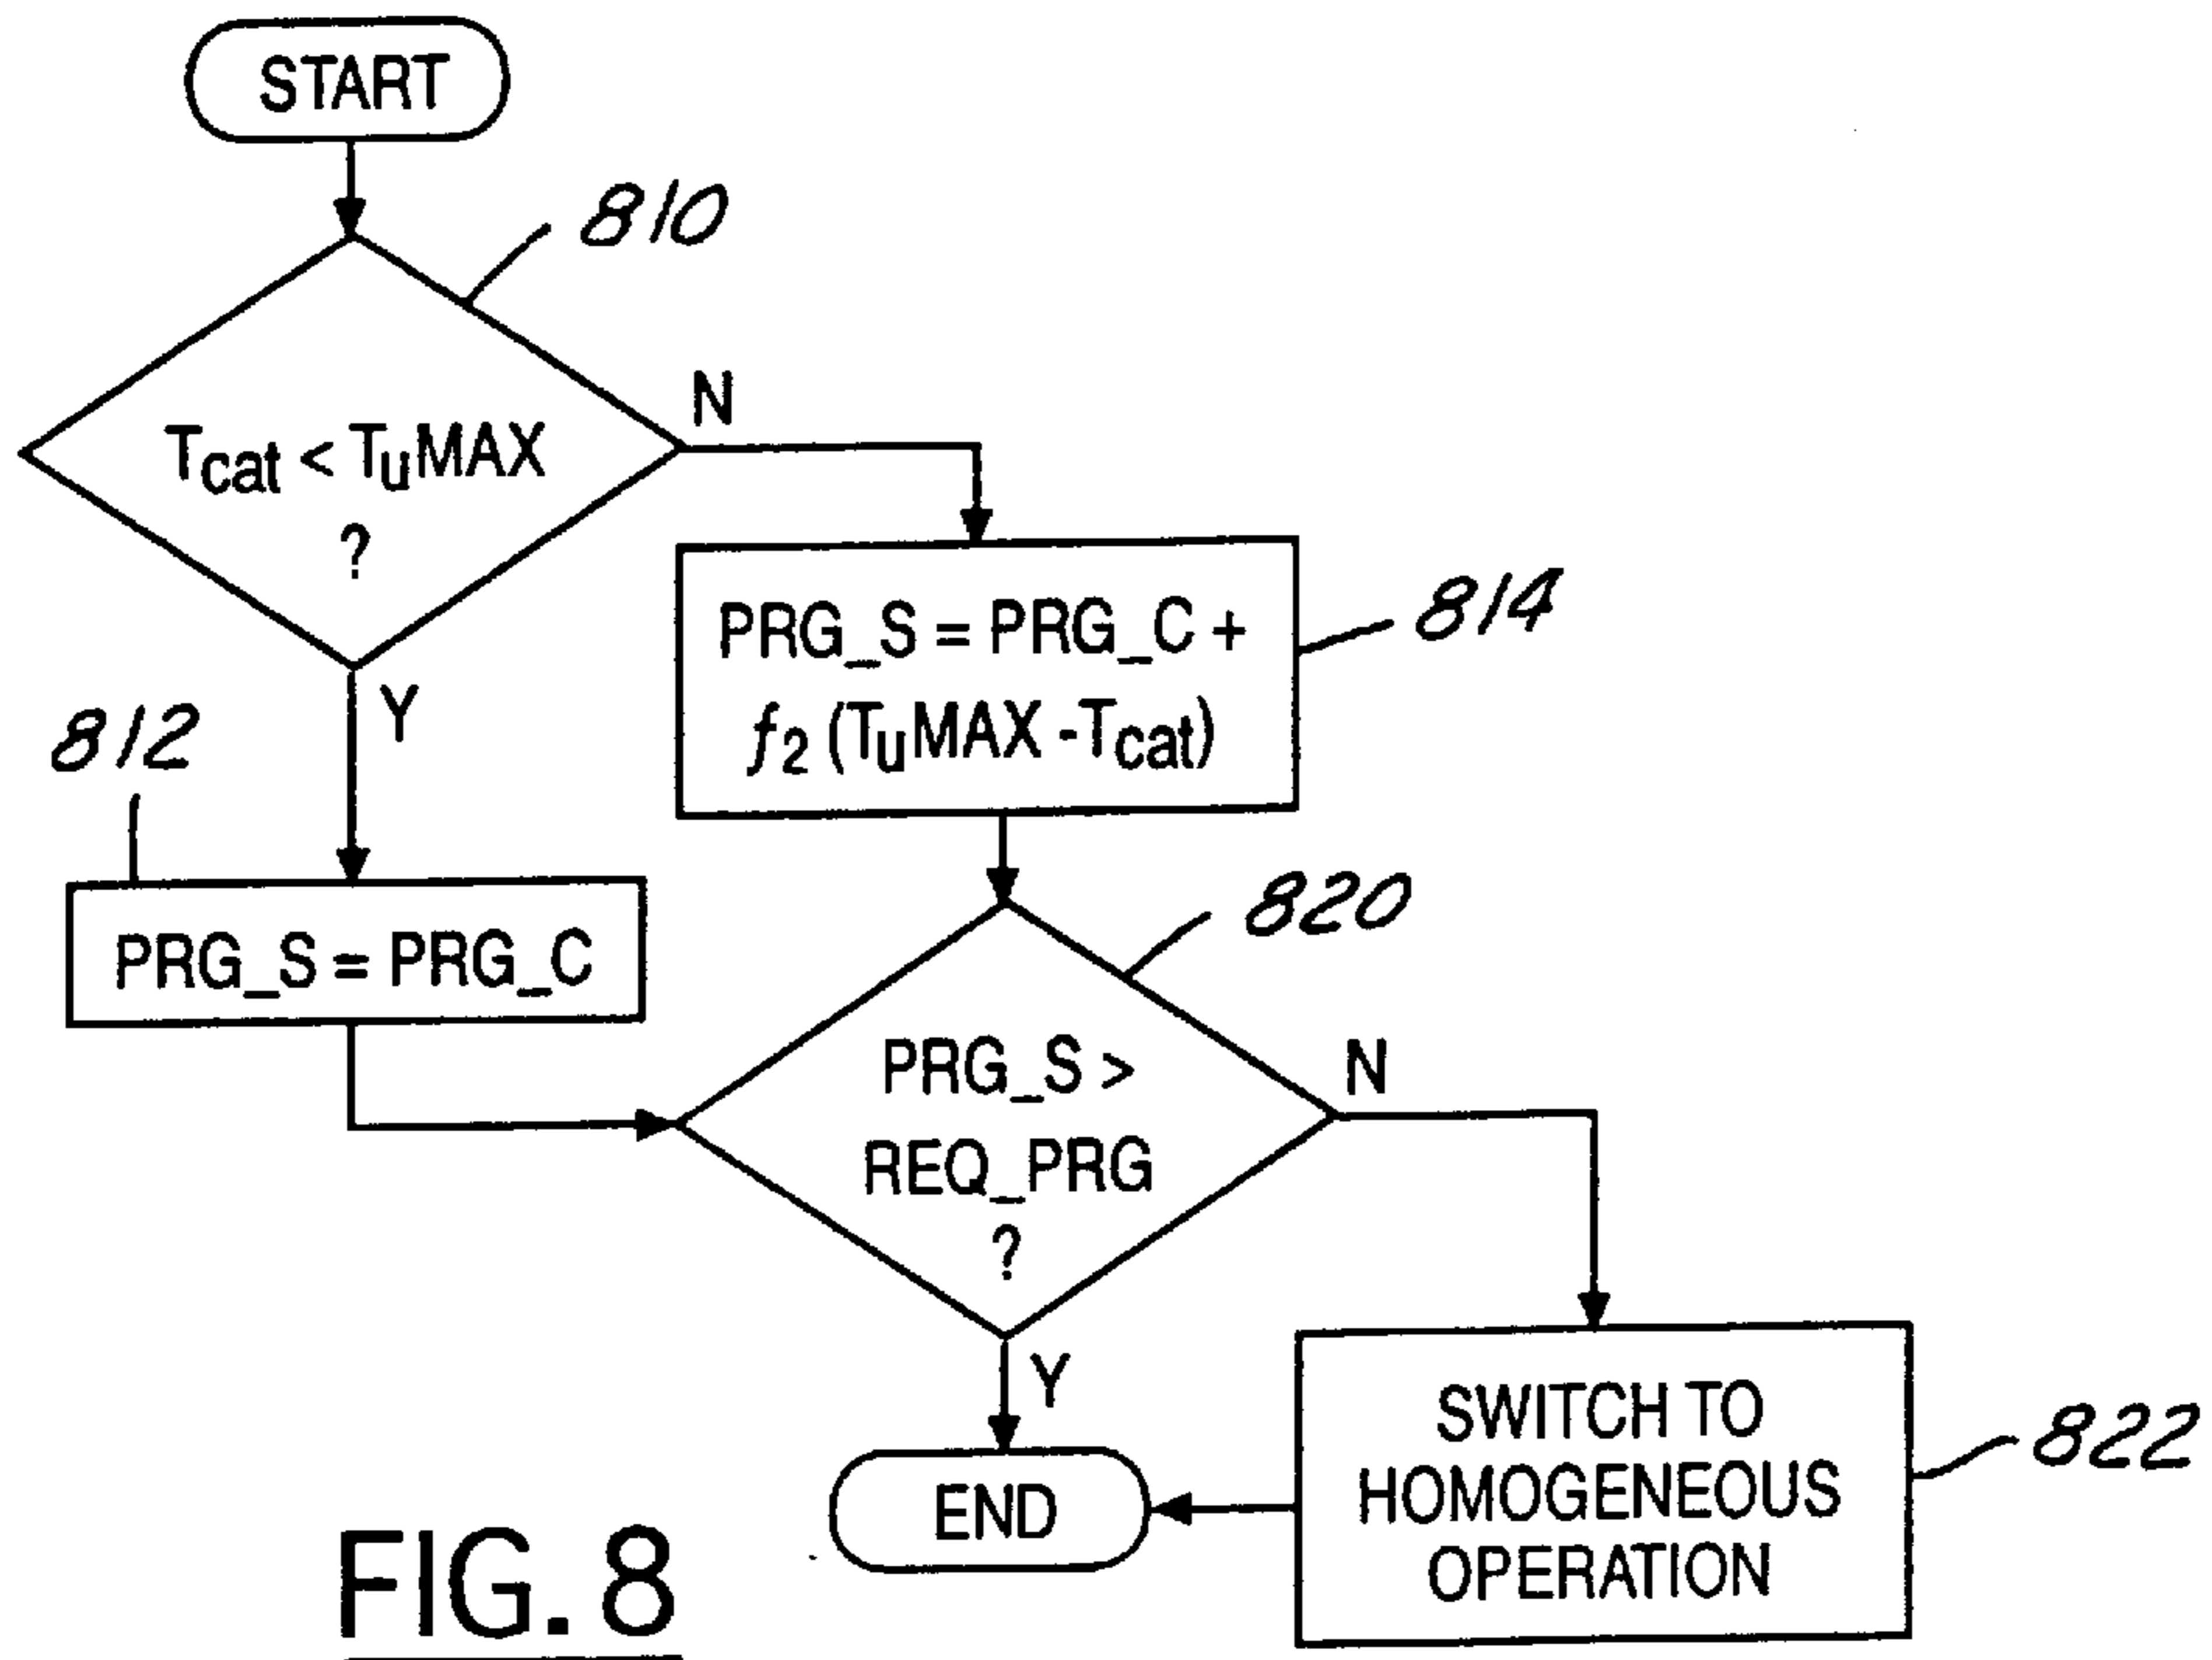 START
810
Tcat < TuMAX
?
N
Y
812
PRG_S = PRG_C
PRG_S = PRG_C +
f2 (TuMAX -Tcat)
814
820
PRG_S >
REQ_PRG
?
N
Y
SWITCH TO
HOMOGENEOUS
OPERATION
822
END
FIG. 8